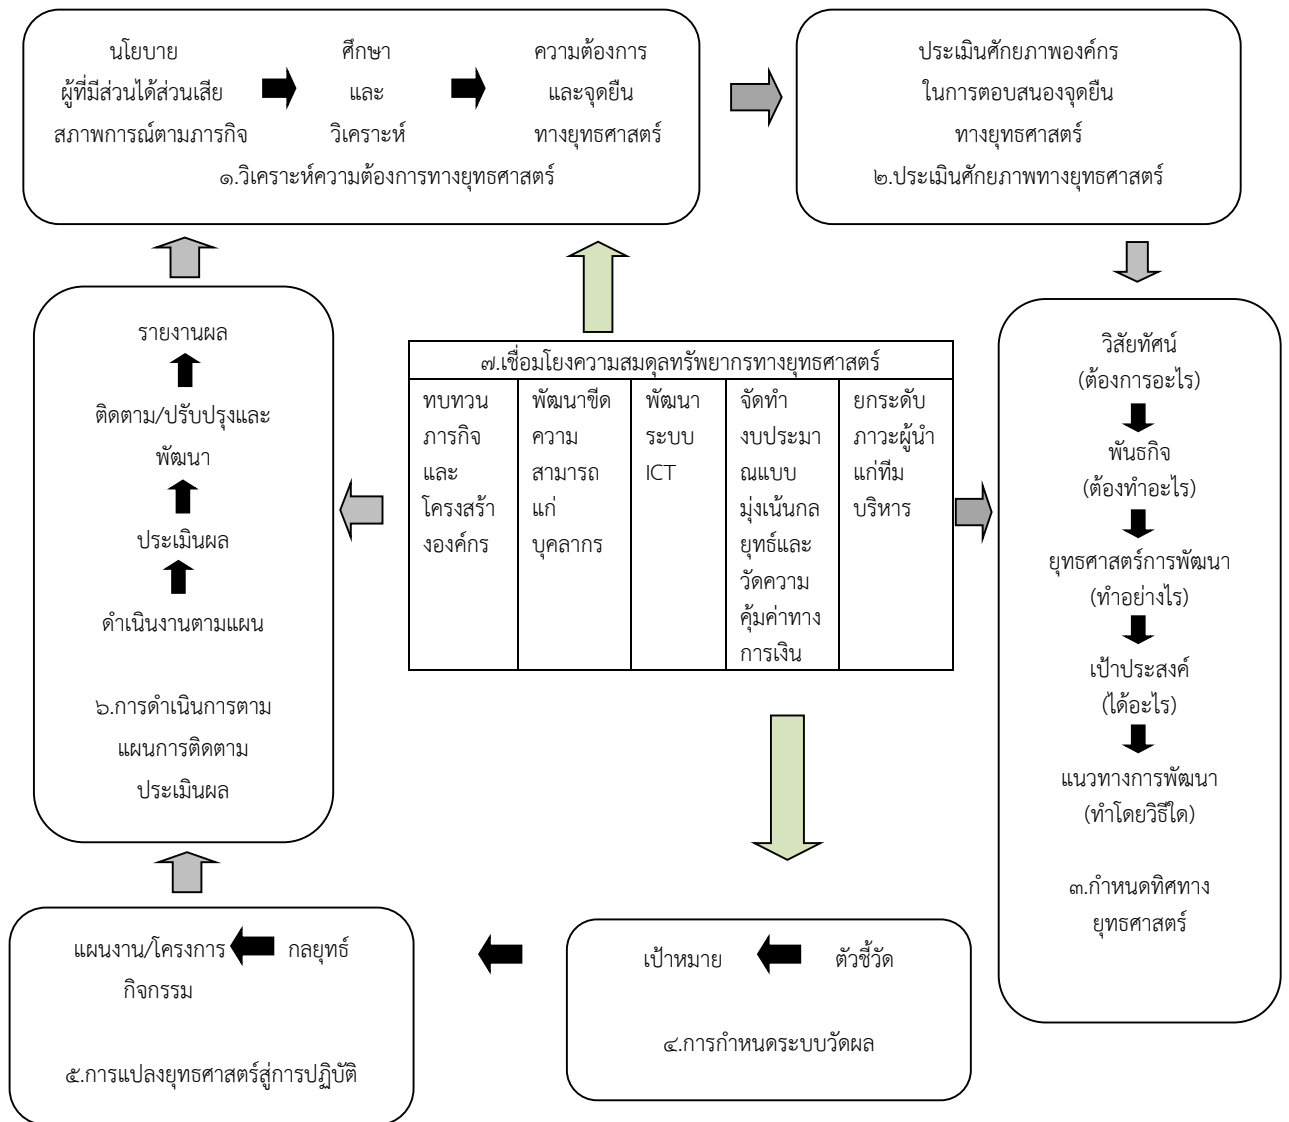 นโยบาย
ผู้ที่มีส่วนได้ส่วนเสีย
สภาพการณ์ตามภารกิจ
ศึกษา
และ
วิเคราะห์
ความต้องการ
และจุดยืน
ทางยุทธศาสตร์
๑.วิเคราะห์ความต้องการทางยุทธศาสตร์
ประเมินศักยภาพองค์กร
ในการตอบสนองจุดยืน
ทางยุทธศาสตร์
๒.ประเมินศักยภาพทางยุทธศาสตร์
วิสัยทัศน์
(ต้องการอะไร)
พันธกิจ
(ต้องทำอะไร)
ยุทธศาสตร์การพัฒนา
(ทำอย่างไร)
เป้าประสงค์
(ได้อะไร)
แนวทางการพัฒนา
(ทำโดยวิธีใด)
๓.กำหนดทิศทาง
ยุทธศาสตร์
ตัวชี้วัด
เป้าหมาย
๔.การกำหนดระบบวัดผล
กลยุทธ์
แผนงาน/โครงการ
กิจกรรม
๕.การแปลงยุทธศาสตร์สู่การปฏิบัติ
รายงานผล
ติดตาม/ปรับปรุงและ
พัฒนา
ประเมินผล
ดำเนินงานตามแผน
๖.การดำเนินการตาม
แผนการติดตาม
ประเมินผล
๗.เชื่อมโยงความสมดุลทรัพยากรทางยุทธศาสตร์
ทบทวน
ภารกิจ
และ
โครงสร้า
งองค์กร
พัฒนาขีด
ความ
สามารถ
แก่
บุคลากร
พัฒนา
ระบบ
ICT
จัดทำ
งบประมา
ณแบบ
มุ่งเน้นกล
ยุทธ์และ
วัดความ
คุ้มค่าทาง
การเงิน
ยกระดับ
ภาวะผู้นำ
แก่ทีม
บริหาร